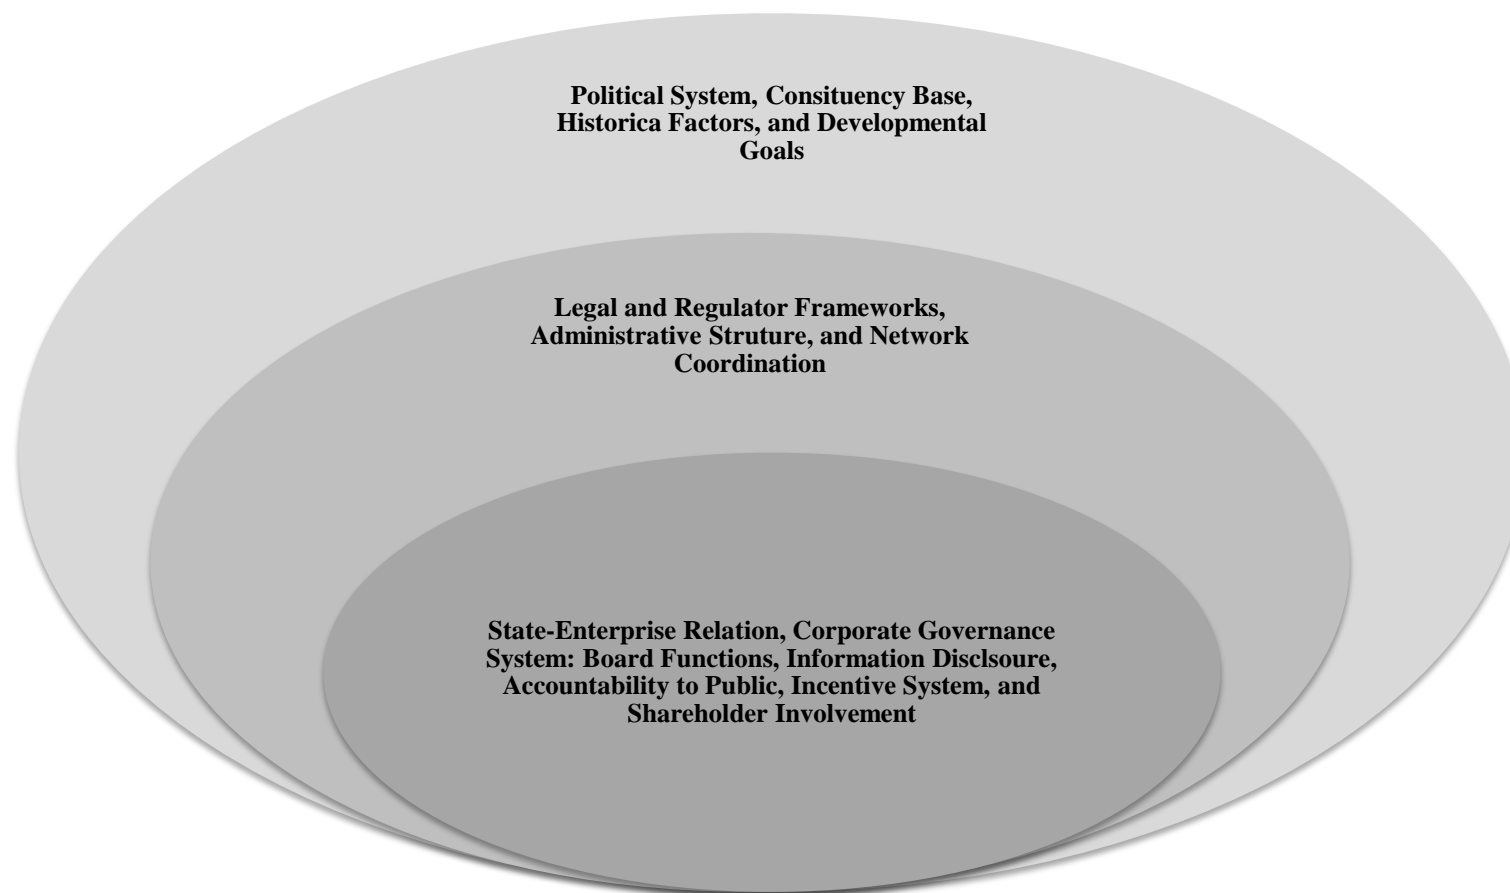 Political System, Consituency Base,
Historica Factors, and Developmental
Goals
Legal and Regulator Frameworks,
Administrative Struture, and Network
Coordination
State-Enterprise Relation, Corporate Governance
System: Board Functions, Information Disclsoure,
Accountability to Public, Incentive System, and
Shareholder Involvement